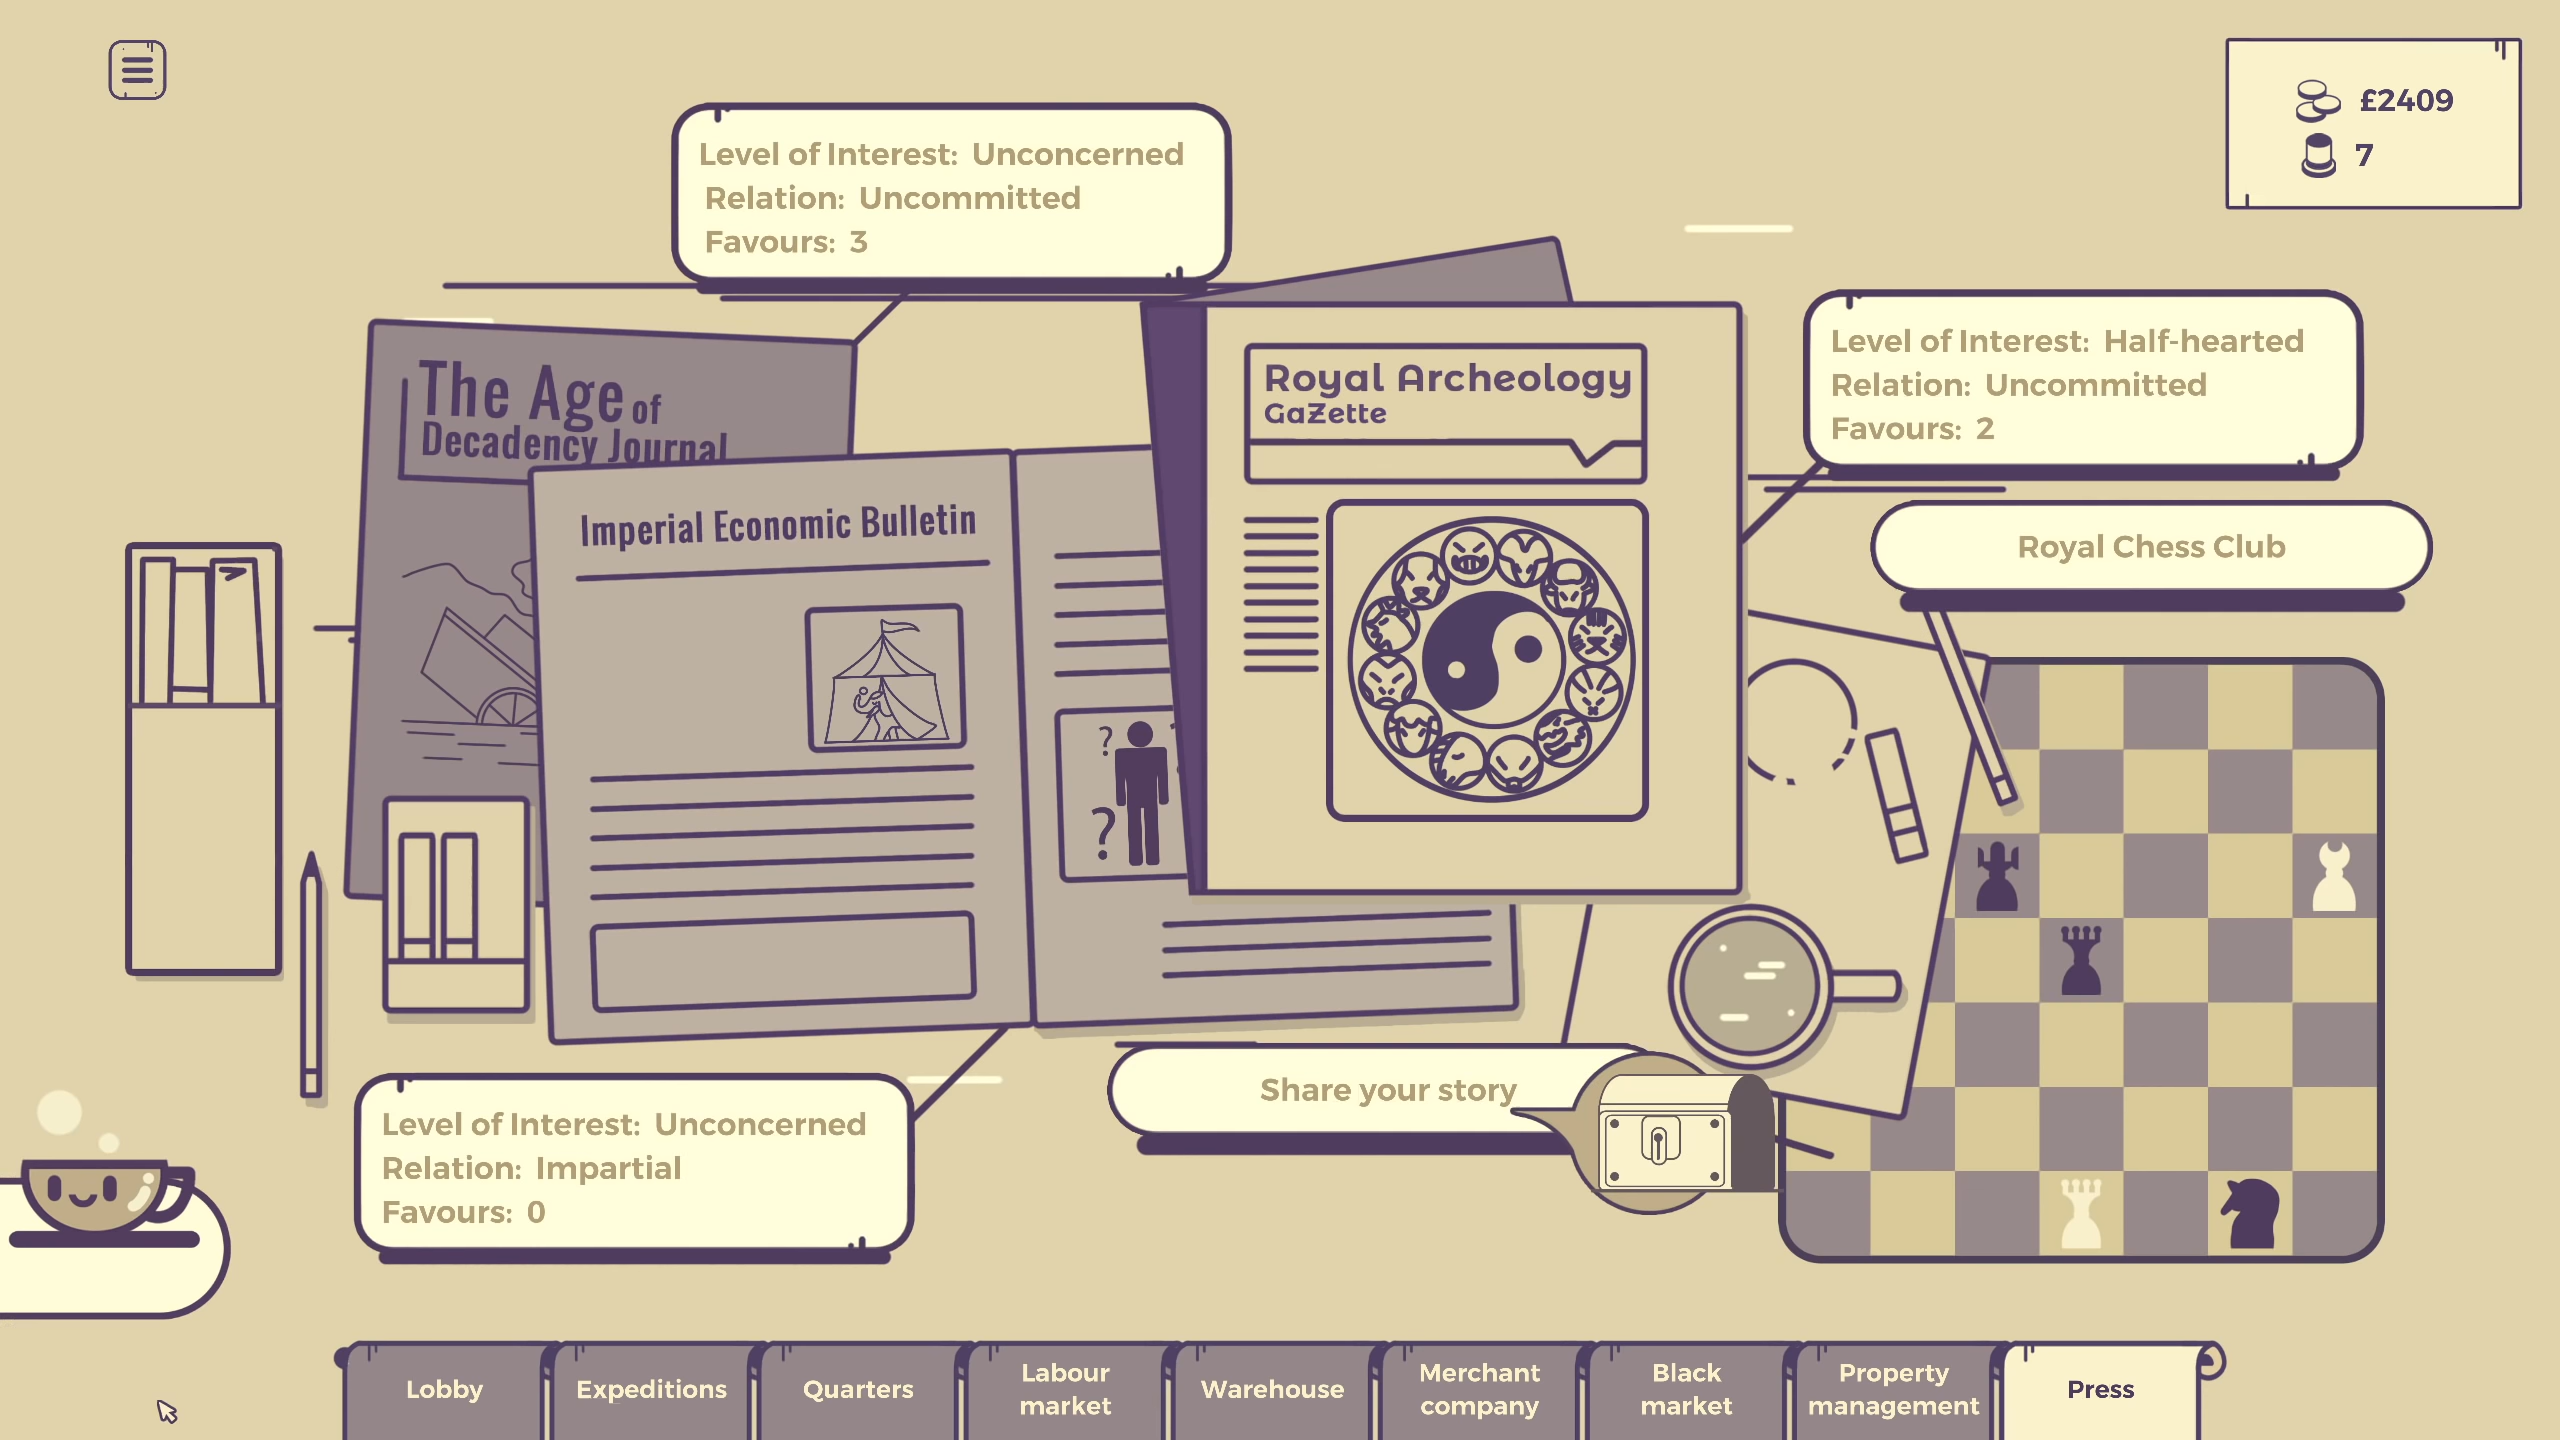 £2409
7
Level of Interest: Unconcerned
Relation: Uncommitted
Favours: 3
Level of Interest: Half-hearted
Relation: Uncommitted
Favours: 2
The Age of
Decadency Journal
Royal Archeology
GaZette
Imperial Economic Bulletin
Royal Chess Club
?
?
Share your story
Level of Interest: Unconcerned
Relation: Impartial
Favours: 0
Lobby
Expeditions
Quarters
Labour
market
Warehouse
Merchant
company
Black
market
Property
management
Press